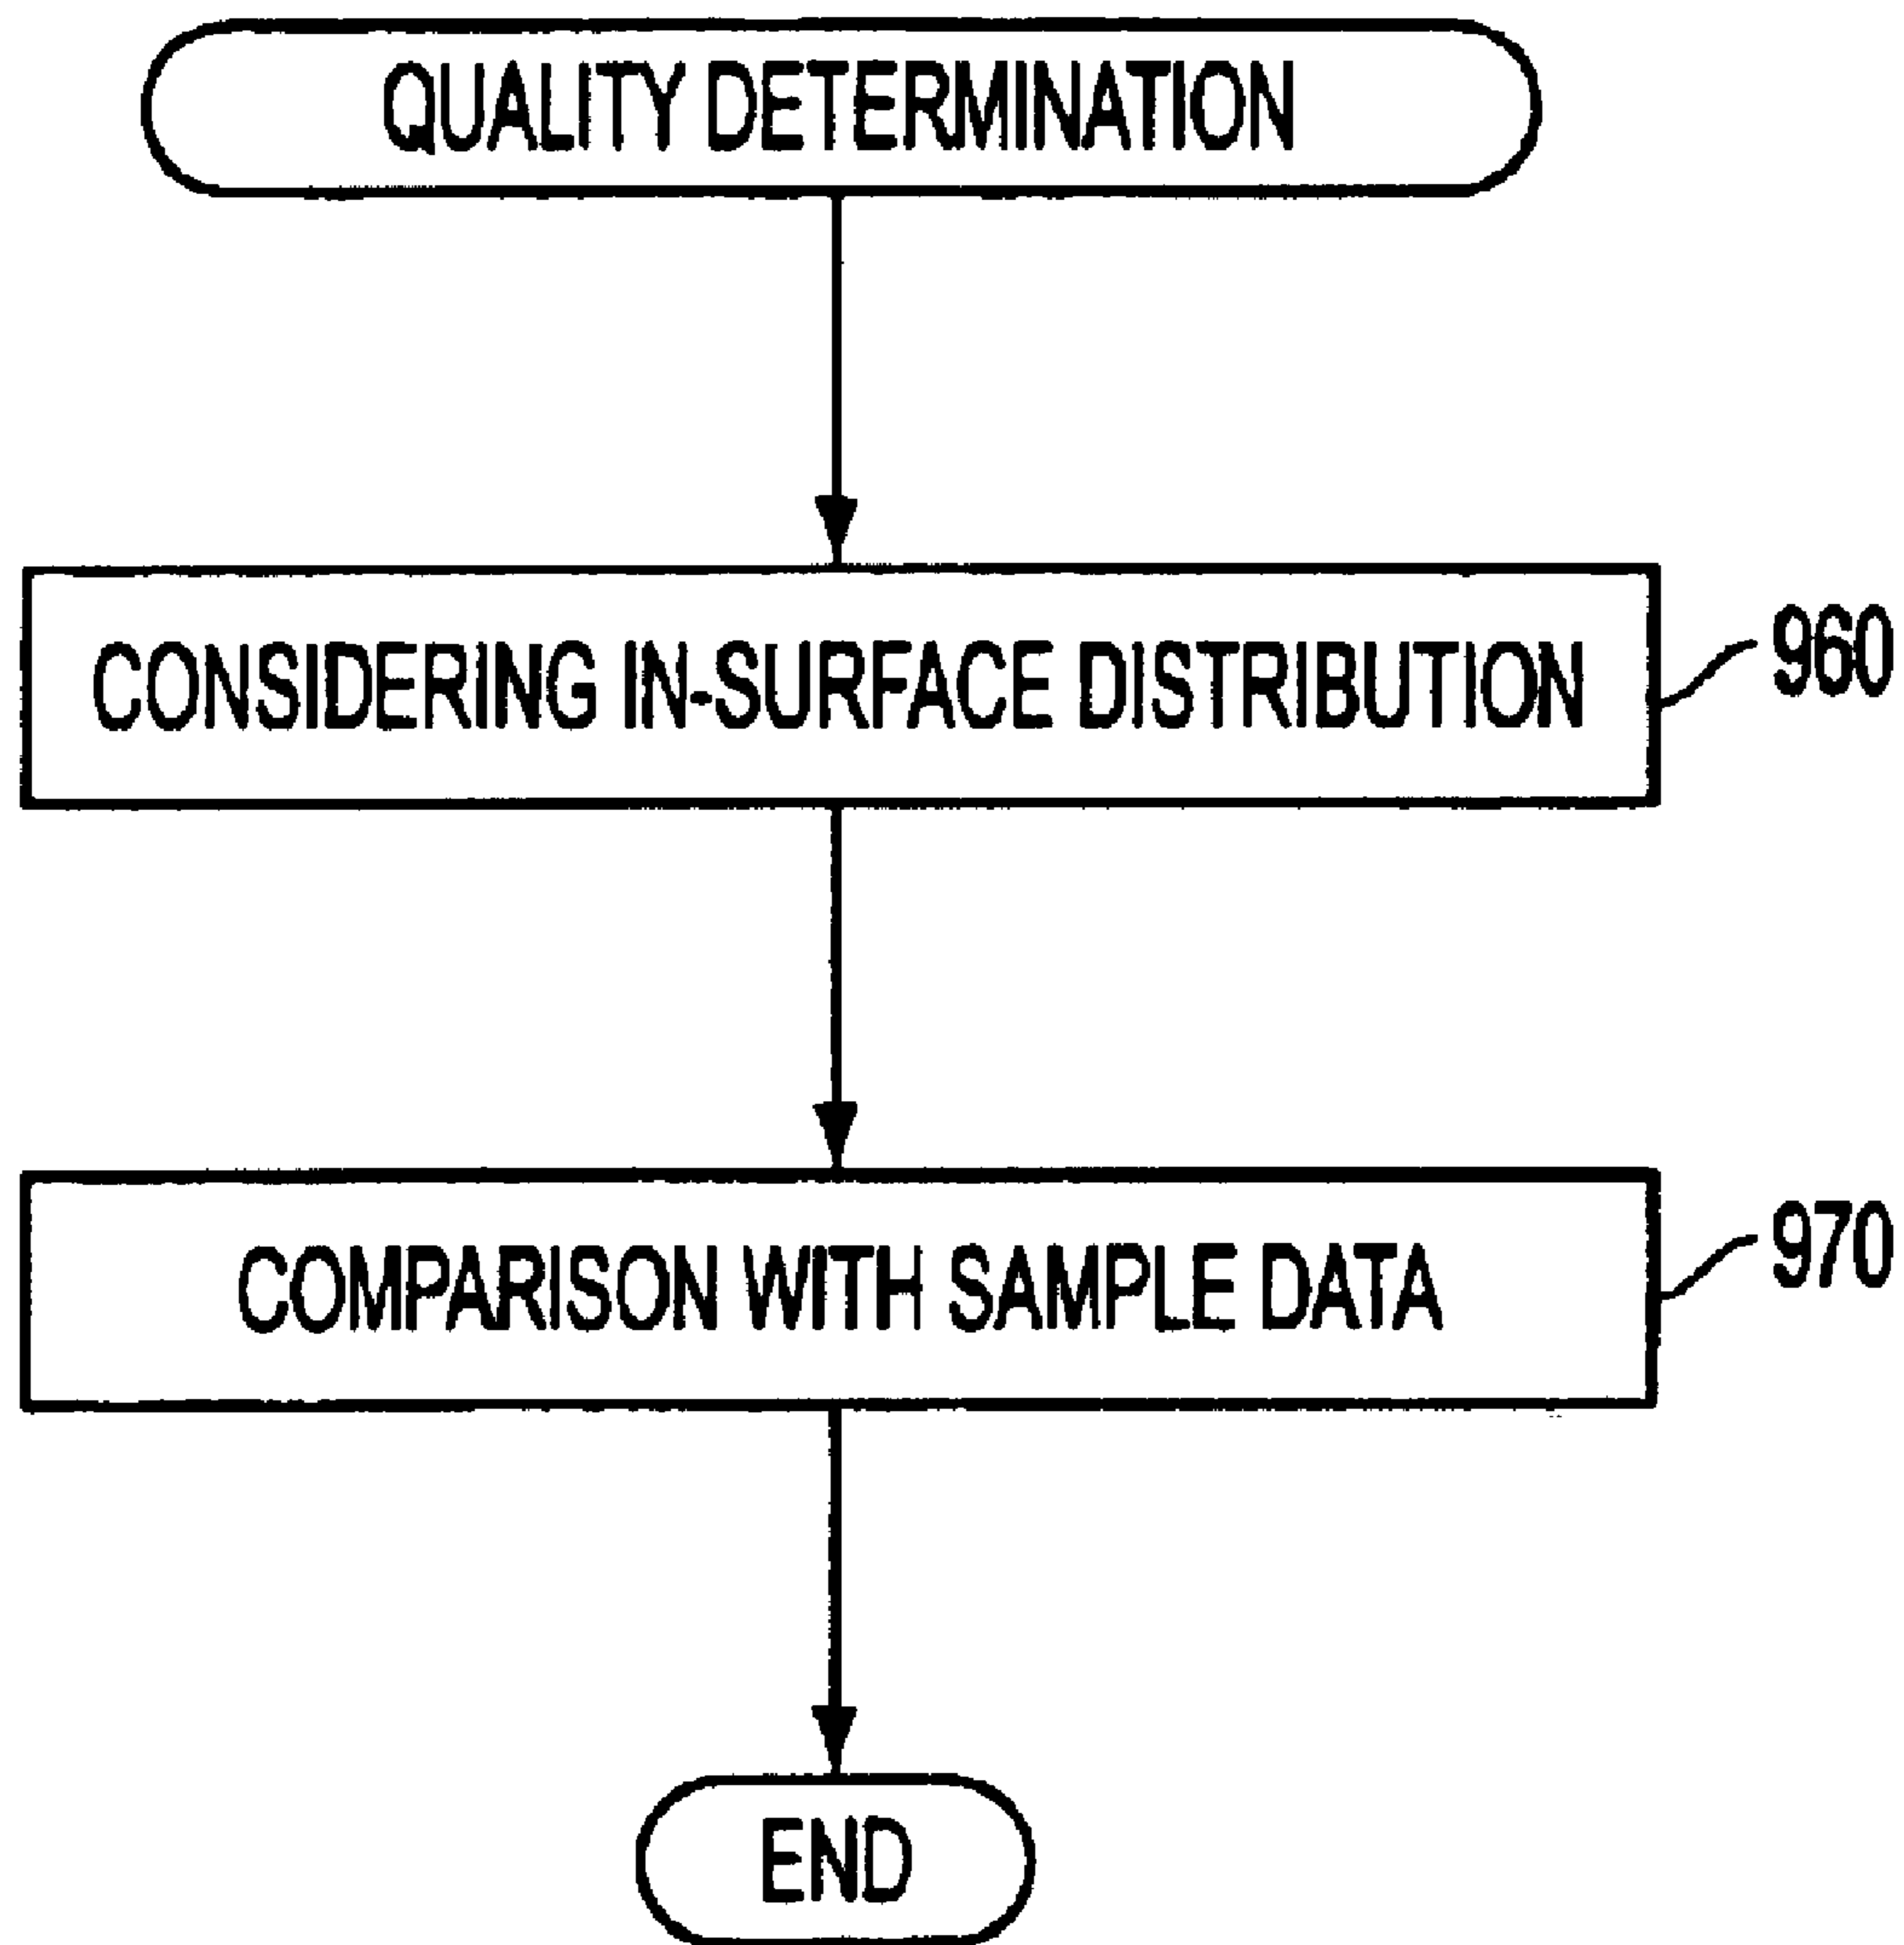 QUALITY DETERMINATION
CONSIDERING IN-SURFACE DISTRIBUTION
960
COMPARISON WITH SAMPLE DATA
970
END